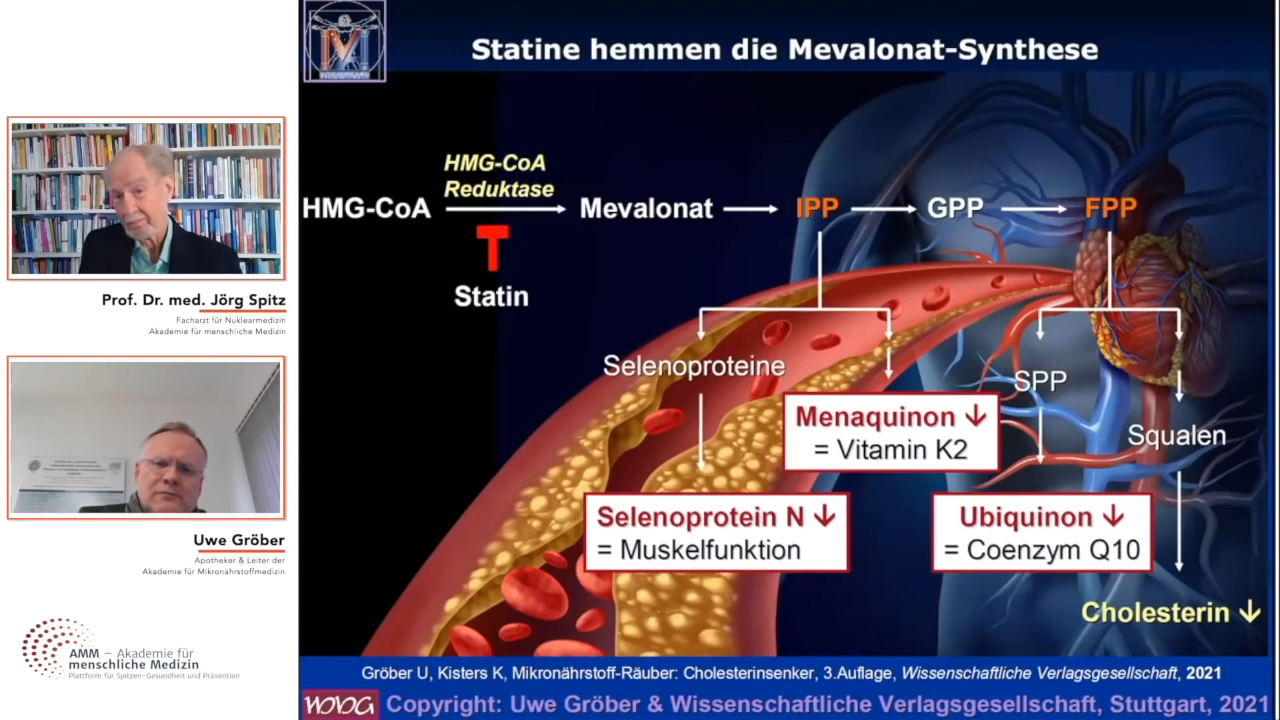 Statine hemmen die Mevalonat-Synthese
HMG-CoA
Reduktase
HMG-CoA
Mevalonat
IPP
GPP
FPP
Statin
Selenoproteine
SPP
Menaquinon ↓
= Vitamin K2
Squalen
Selenoprotein N ↓
= Muskelfunktion
Ubiquinon ↓
= Coenzym Q10
Cholesterin ↓
Gröber U, Kisters K, Mikronährstoff-Räuber: Cholesterinsenker, 3.Auflage, Wissenschaftliche Verlagsgesellschaft, 2021
Copyright: Uwe Gröber & Wissenschaftliche Verlagsgesellschaft, Stuttgart, 2021
Prof. Dr. med. Jörg Spitz
Facharzt für Nuklearmedizin
Akademie für menschliche Medizin
Uwe Gröber
Apotheker & Leiter der
Akademie für Mikronährstoffmedizin
AMM – Akademie für
menschliche Medizin
Plattform für Spitzen-Gesundheit und Prävention